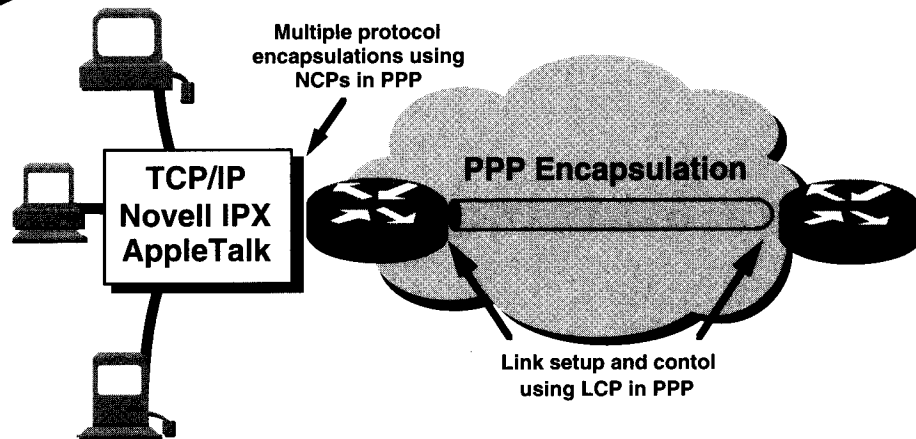 Multiple protocol
encapsulations using
NCPs in PPP
TCP/IP
Novell IPX
AppleTalk
PPP Encapsulation
Link setup and contol
using LCP in PPP